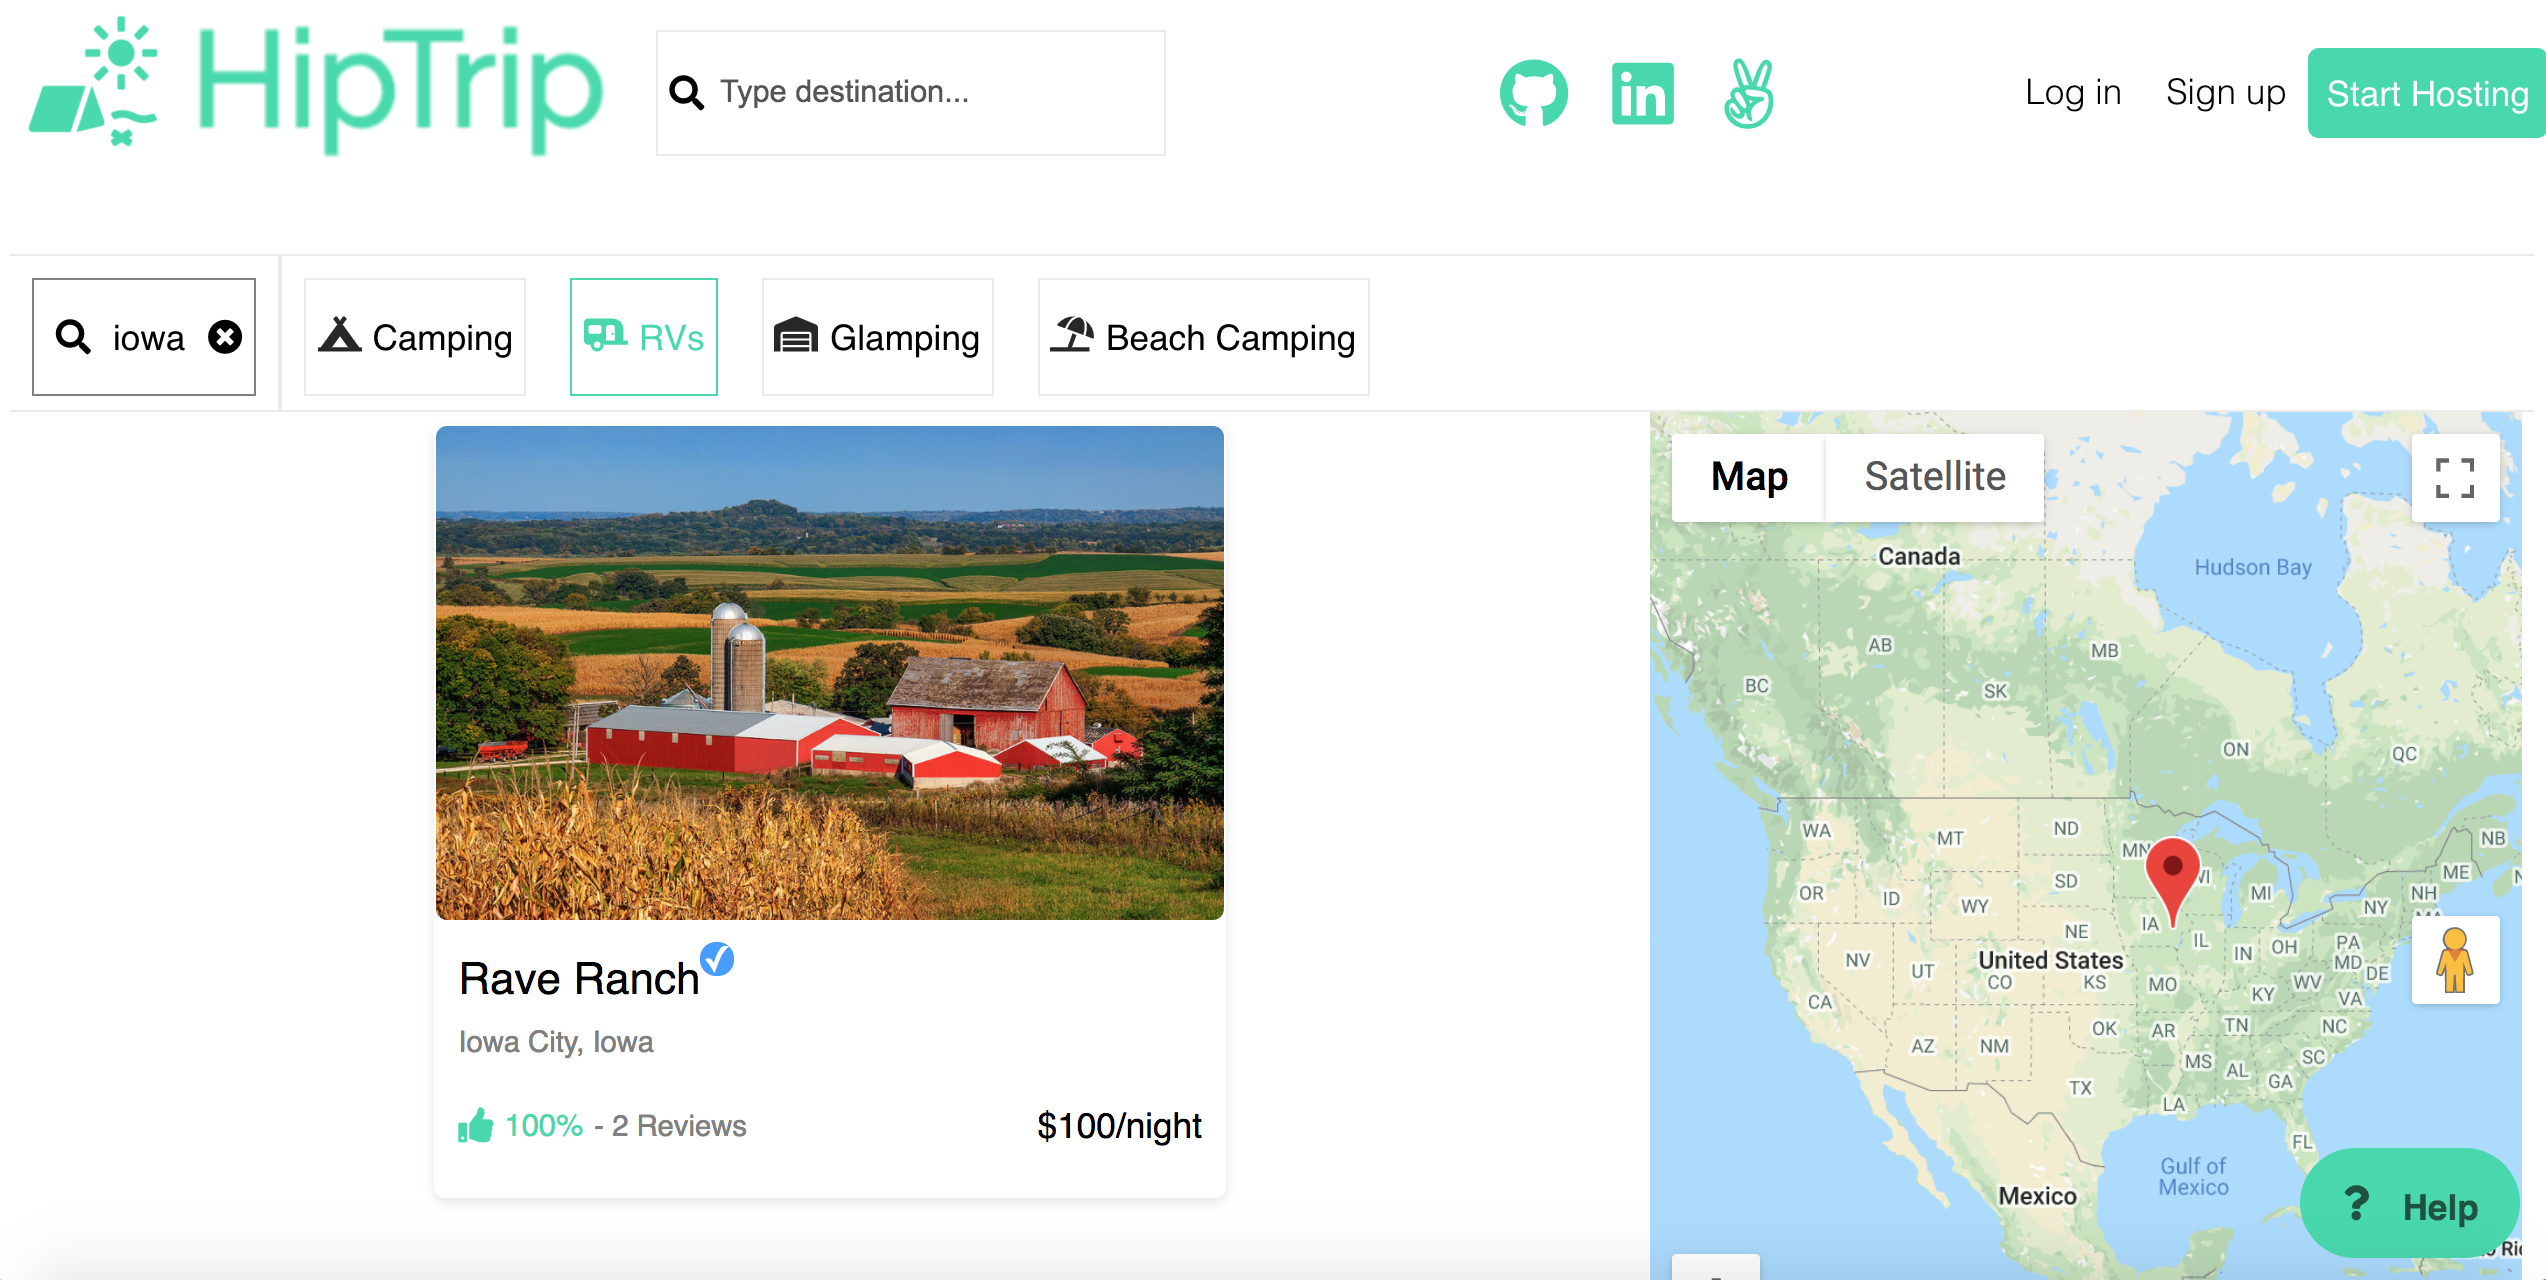 HipTrip
Type destination...
Log in
Sign up
Start Hosting
iowa
Camping
RVs
Glamping
Beach Camping
Map
Satellite
Canada
Hudson Bay
AB
MB
BC
SK
ON
QC
WA
MT
ND
MN
NB
OR
ID
SD
WY
MI
ME
NH
NY
IA
NE
IL
IN
OH
PA
NV
UT
United States
CO
KS
MO
MD
DE
WV
KY
VA
CA
OK
AR
TN
NC
AZ
NM
MS
AL
SC
GA
TX
LA
FL
Gulf of
Mexico
Mexico
Rave Ranch
Iowa City, Iowa
100% - 2 Reviews
$100/night
? Help